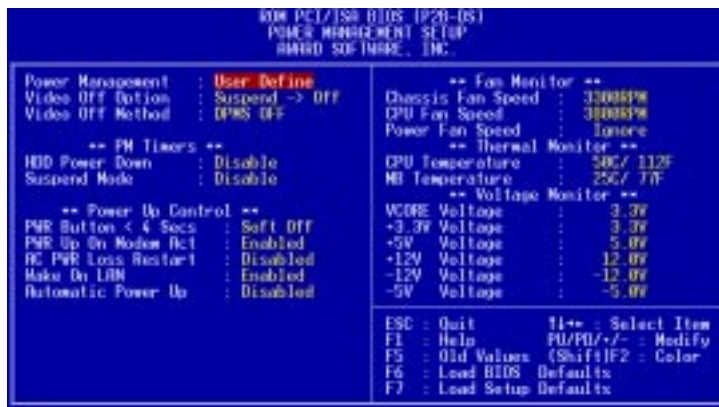 ROM PCI/ISA BIOS (P2B-DS)
POWER MANAGEMENT SETUP
AWARD SOFTWARE, INC.
Power Management : User Define
Video Off Option : Suspend -> Off
Video Off Method : DPMS OFF
** PM Timers **
HDD Power Down : Disable
Suspend Mode : Disable
** Power Up Control **
PWR Button < 4 Secs : Soft Off
PWR Up On Modem Act : Enabled
AC PWR Loss Restart : Disabled
Wake On LAN : Enabled
Automatic Power Up : Disabled
** Fan Monitor **
Chassis Fan Speed : 3300RPM
CPU Fan Speed : 3800RPM
Power Fan Speed : Ignore
** Thermal Monitor **
CPU Temperature : 50C/ 112F
MB Temperature : 25C/ 77F
** Voltage Monitor **
VCORE Voltage : 3.3V
+3.3V Voltage : 3.3V
+5V Voltage : 5.0V
+12V Voltage : 12.0V
-12V Voltage : -12.0V
-5V Voltage : -5.0V
ESC : Quit ↑↓→← : Select Item
F1 : Help PU/PD/+/- : Modify
F5 : Old Values (Shift)F2 : Color
F6 : Load BIOS Defaults
F7 : Load Setup Defaults